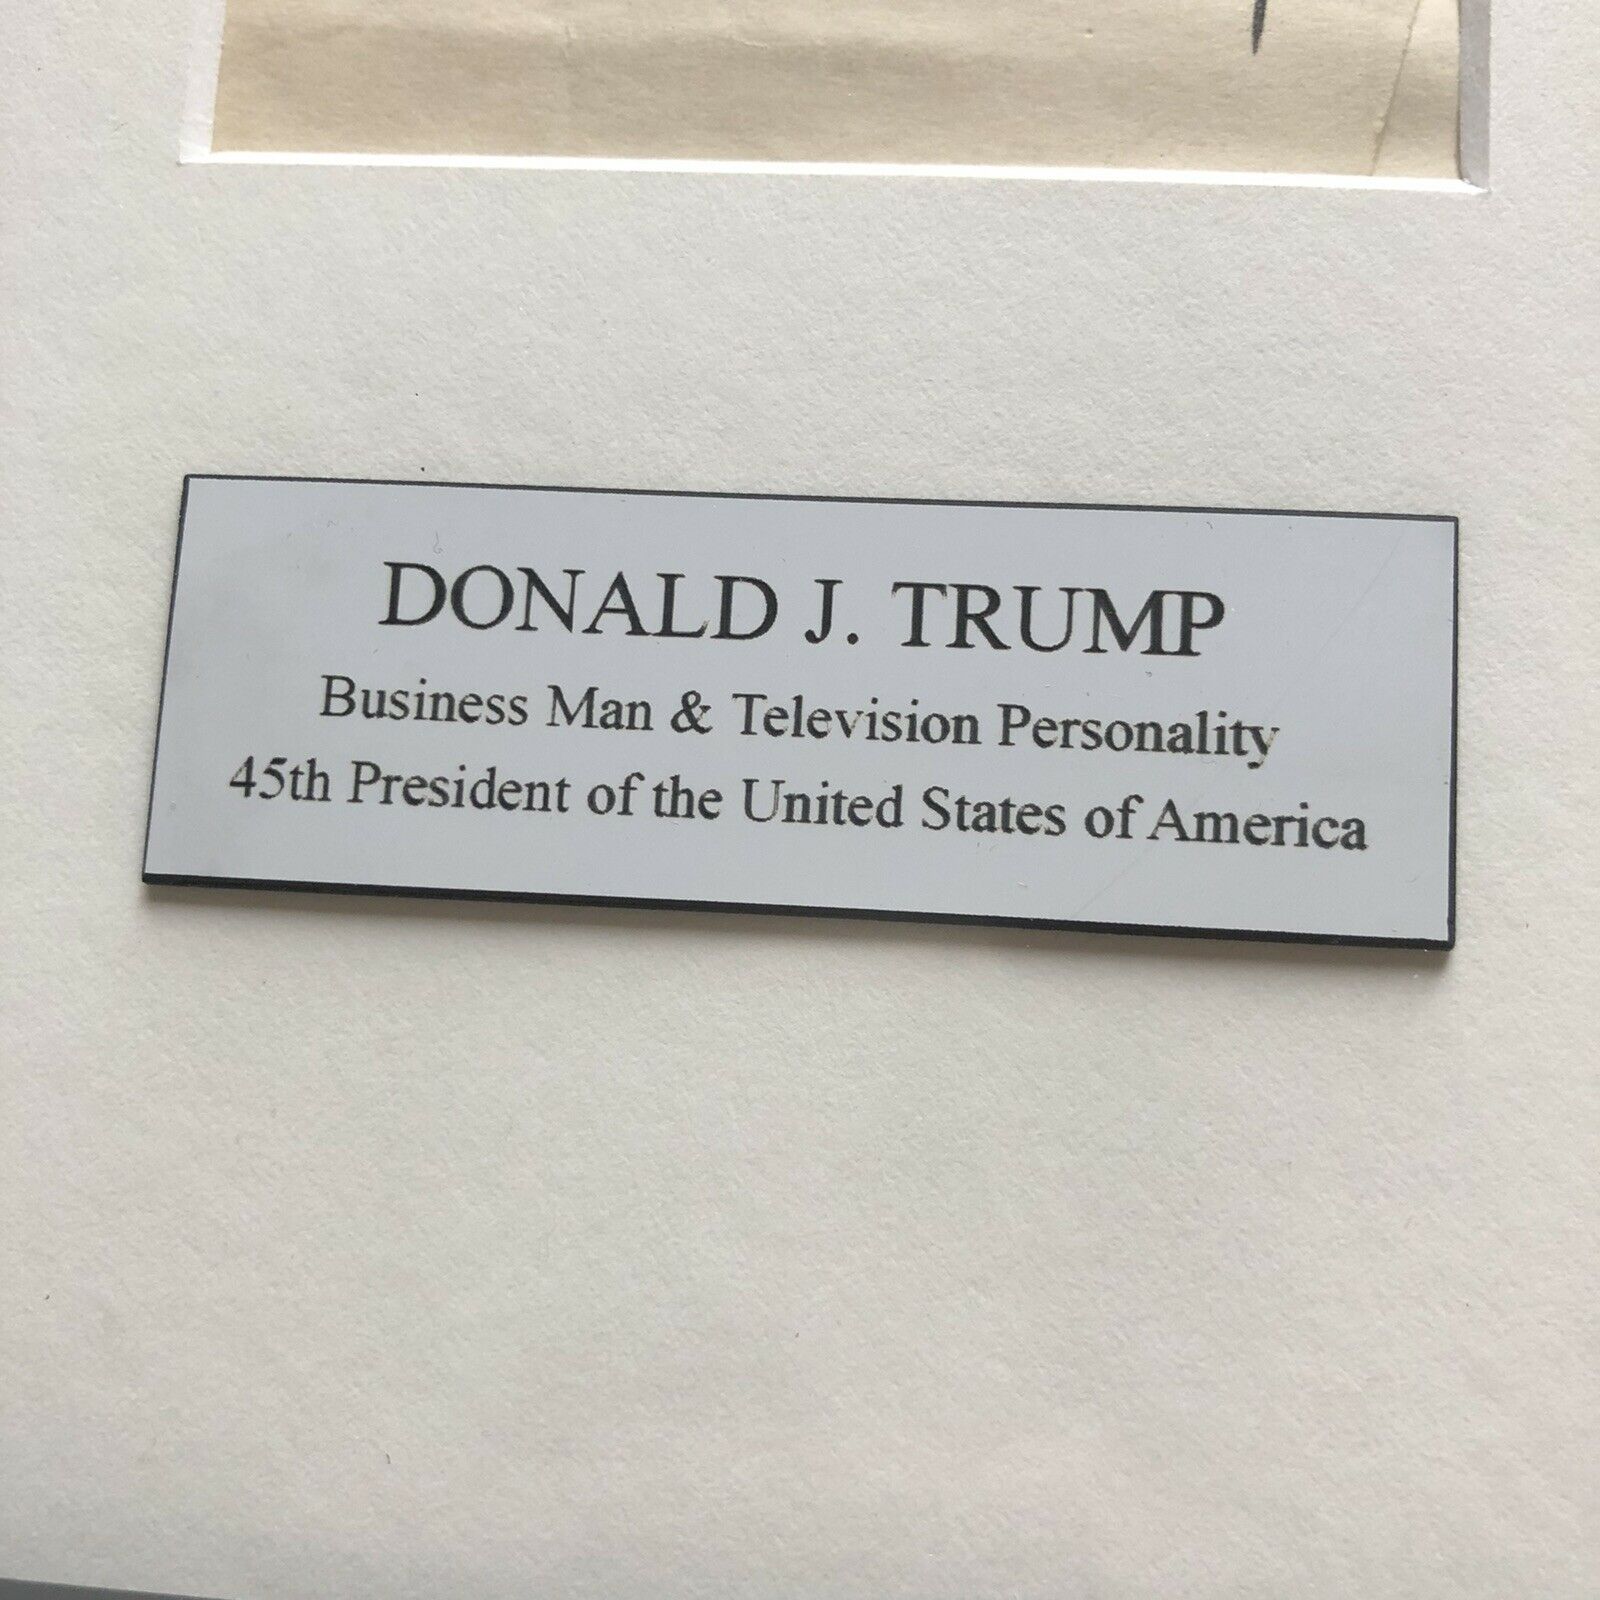 DONALD J. TRUMP
Business Man & Television Personality
45th President of the United States of America